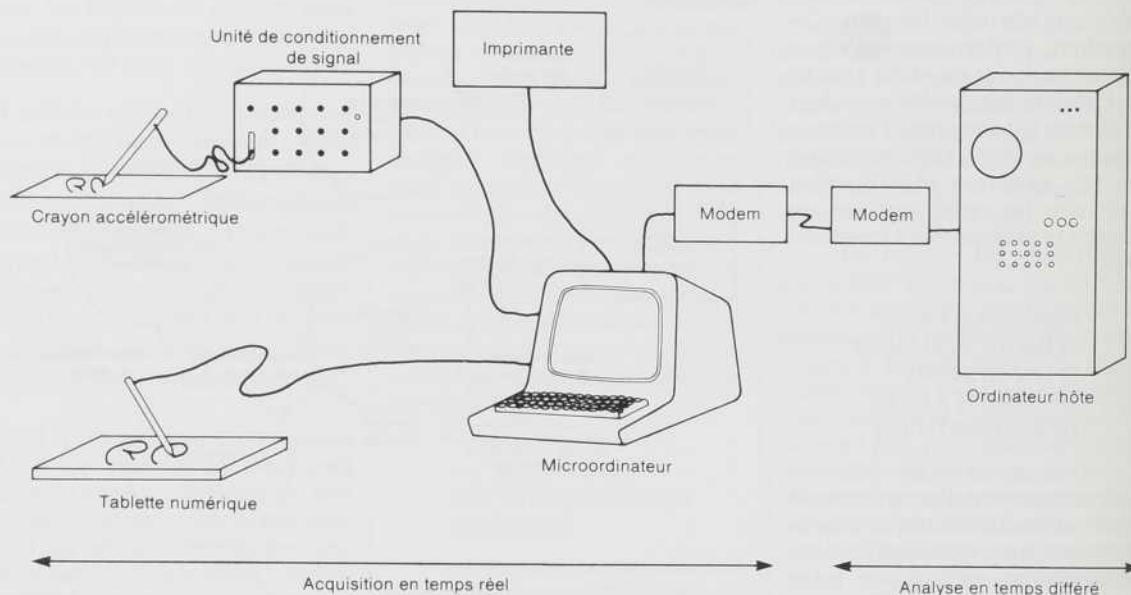 Unité de conditionnement
de signal
Imprimante
Crayon accélérométrique
Modem
Modem
Ordinateur hôte
Microordinateur
Tablette numérique
Acquisition en temps réel
Analyse en temps différé